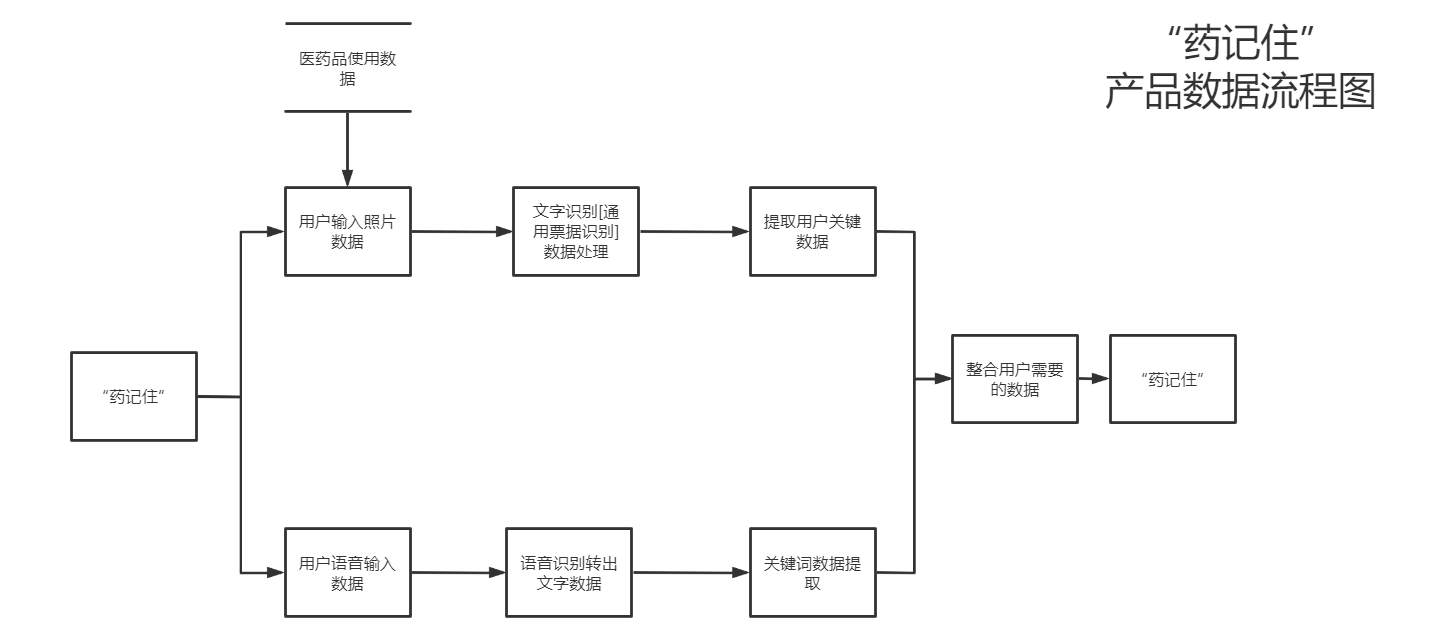 “药记住”
产品数据流程图
医药品使用数
据
用户输入照片
数据
文字识别[通
用票据识别]
数据处理
提取用户关键
数据
“药记住”
整合用户需要
的数据
“药记住”
用户语音输入
数据
语音识别转出
文字数据
关键词数据提
取